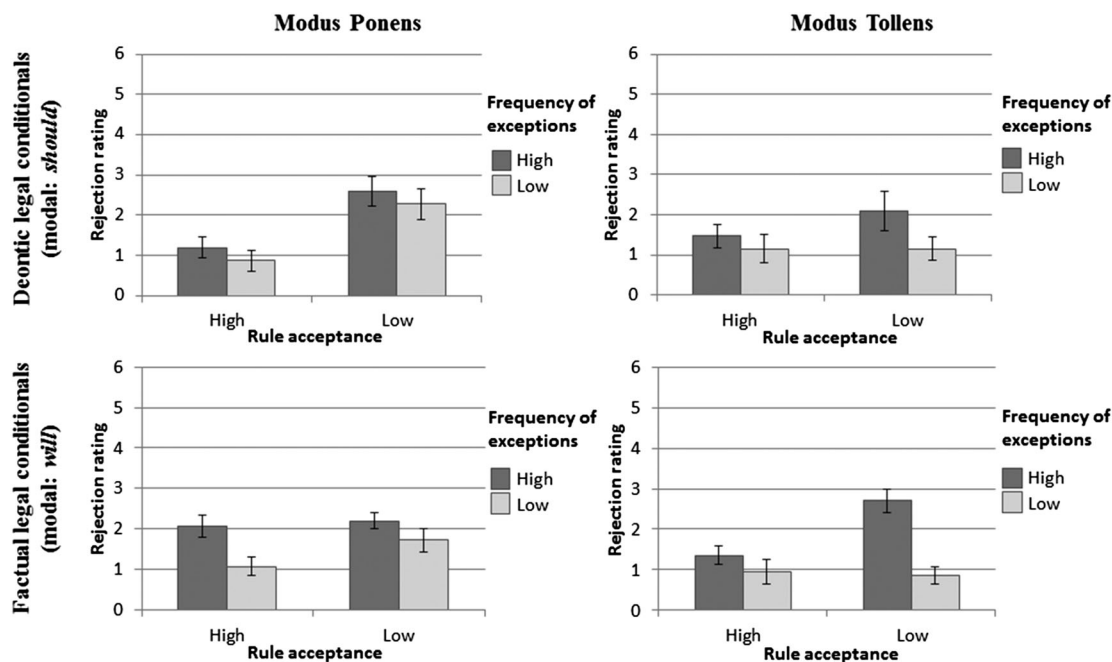 Modus Ponens
Modus Tollens
Deontic legal conditionals
(modal: should)
Rejection rating
6
5
4
3
2
1
0
High
Low
Rule acceptance
Frequency of
exceptions
High
Low
Rejection rating
6
5
4
3
2
1
0
High
Low
Rule acceptance
Frequency of
exceptions
High
Low
Factual legal conditionals
(modal: will)
Rejection rating
6
5
4
3
2
1
0
High
Low
Rule acceptance
Frequency of
exceptions
High
Low
Rejection rating
6
5
4
3
2
1
0
High
Low
Rule acceptance
Frequency of
exceptions
High
Low